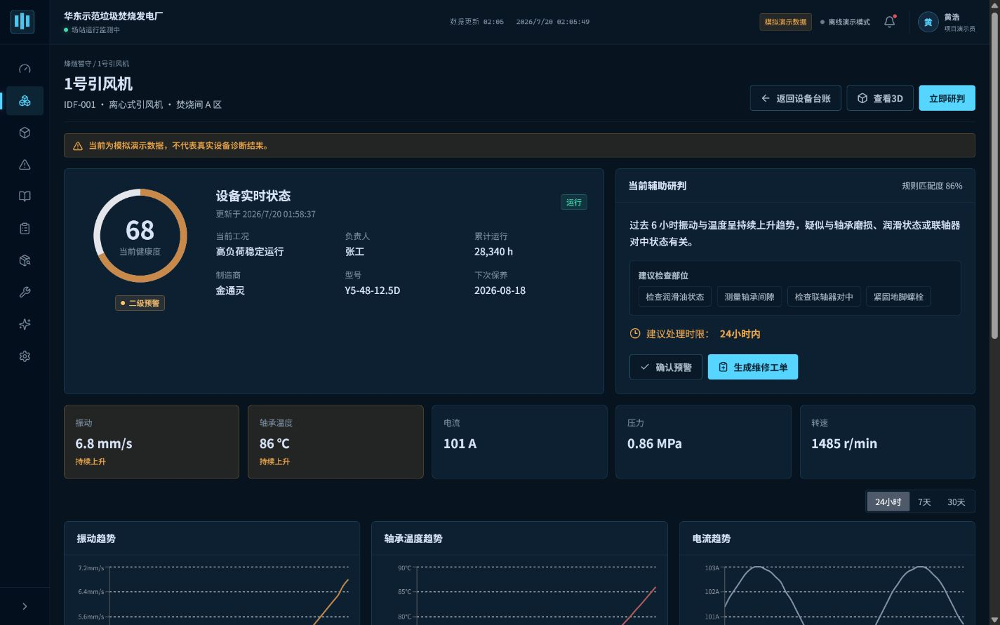 华东示范垃圾焚烧发电厂
场站运行监测中
数据更新 02:05 2026/7/20 02:05:49
模拟演示数据
离线演示模式
黄
黄浩
项目演示员
烽燧智守 / 1号引风机
1号引风机
IDF-001 • 离心式引风机 • 焚烧间 A 区
返回设备台账
查看3D
立即研判
当前为模拟演示数据，不代表真实设备诊断结果。
68
当前健康度
二级预警
设备实时状态
更新于 2026/7/20 01:58:37
运行
当前工况 负责人 累计运行
高负荷稳定运行 张工 28,340 h
制造商 型号 下次保养
金通灵 Y5-48-12.5D 2026-08-18
当前辅助研判
规则匹配度 86%
过去 6 小时振动与温度呈持续上升趋势，疑似与轴承磨损、润滑状态或联轴器
对中状态有关。
建议检查部位
检查润滑油状态 测量轴承间隙 检查联轴器对中 紧固地脚螺栓
建议处理时限： 24小时内
确认预警
生成维修工单
振动
6.8 mm/s
持续上升
轴承温度
86 ℃
持续上升
电流
101 A
压力
0.86 MPa
转速
1485 r/min
24小时 7天 30天
振动趋势
7.2mm/s
6.4mm/s
5.6mm/s
轴承温度趋势
90℃
85℃
80℃
电流趋势
103A
102A
101A